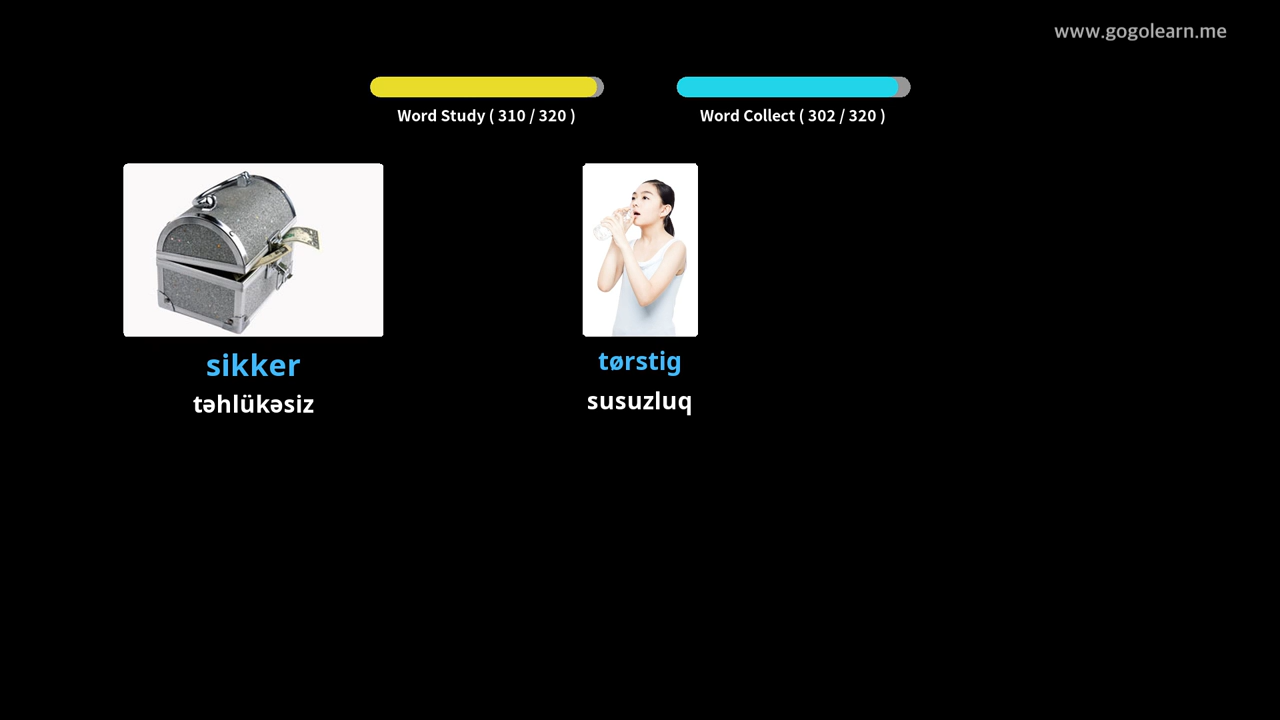 www.gogolearn.me
Word Study ( 310 / 320 )
Word Collect ( 302 / 320 )
sikker
təhlükəsiz
tørstig
susuzluq